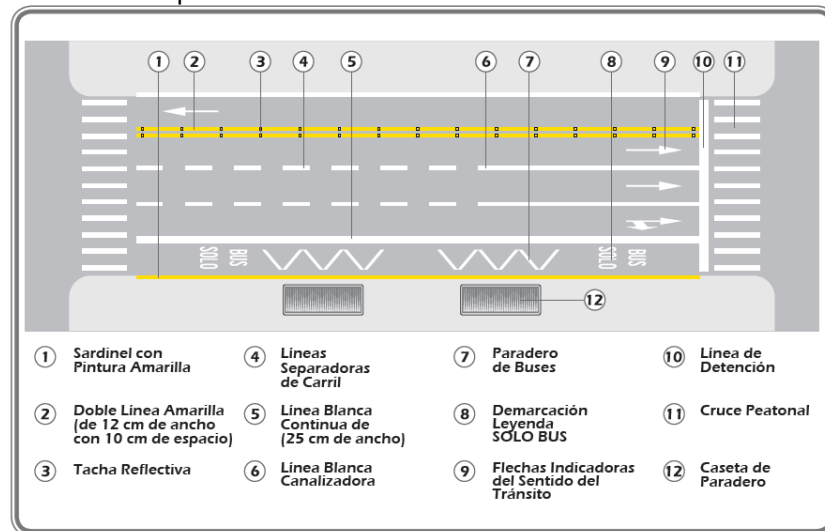 1 2 3 4 5 6 7 8 9 10 11
SOLO BUS SOLO BUS
12
1 Sardinel con
Pintura Amarilla
2 Doble Línea Amarilla
(de 12 cm de ancho
con 10 cm de espacio)
3 Tacha Reflectiva
4 Líneas
Separadoras
de Carril
5 Línea Blanca
Continua de
(25 cm de ancho)
6 Línea Blanca
Canalizadora
7 Paradero
de Buses
8 Demarcación
Leyenda
SOLO BUS
9 Flechas Indicadoras
del Sentido del
Tránsito
10 Línea de
Detención
11 Cruce Peatonal
12 Caseta de
Paradero